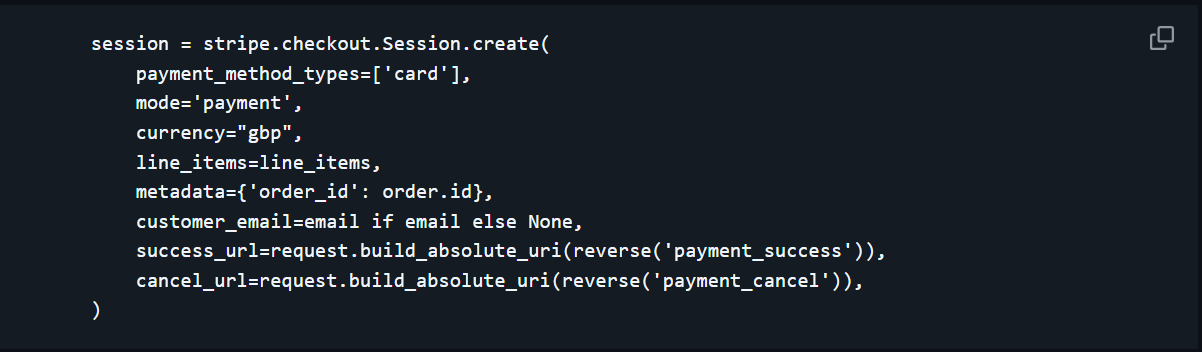 session = stripe.checkout.Session.create(
    payment_method_types=['card'],
    mode='payment',
    currency="gbp",
    line_items=line_items,
    metadata={'order_id': order.id},
    customer_email=email if email else None,
    success_url=request.build_absolute_uri(reverse('payment_success')),
    cancel_url=request.build_absolute_uri(reverse('payment_cancel')),
)